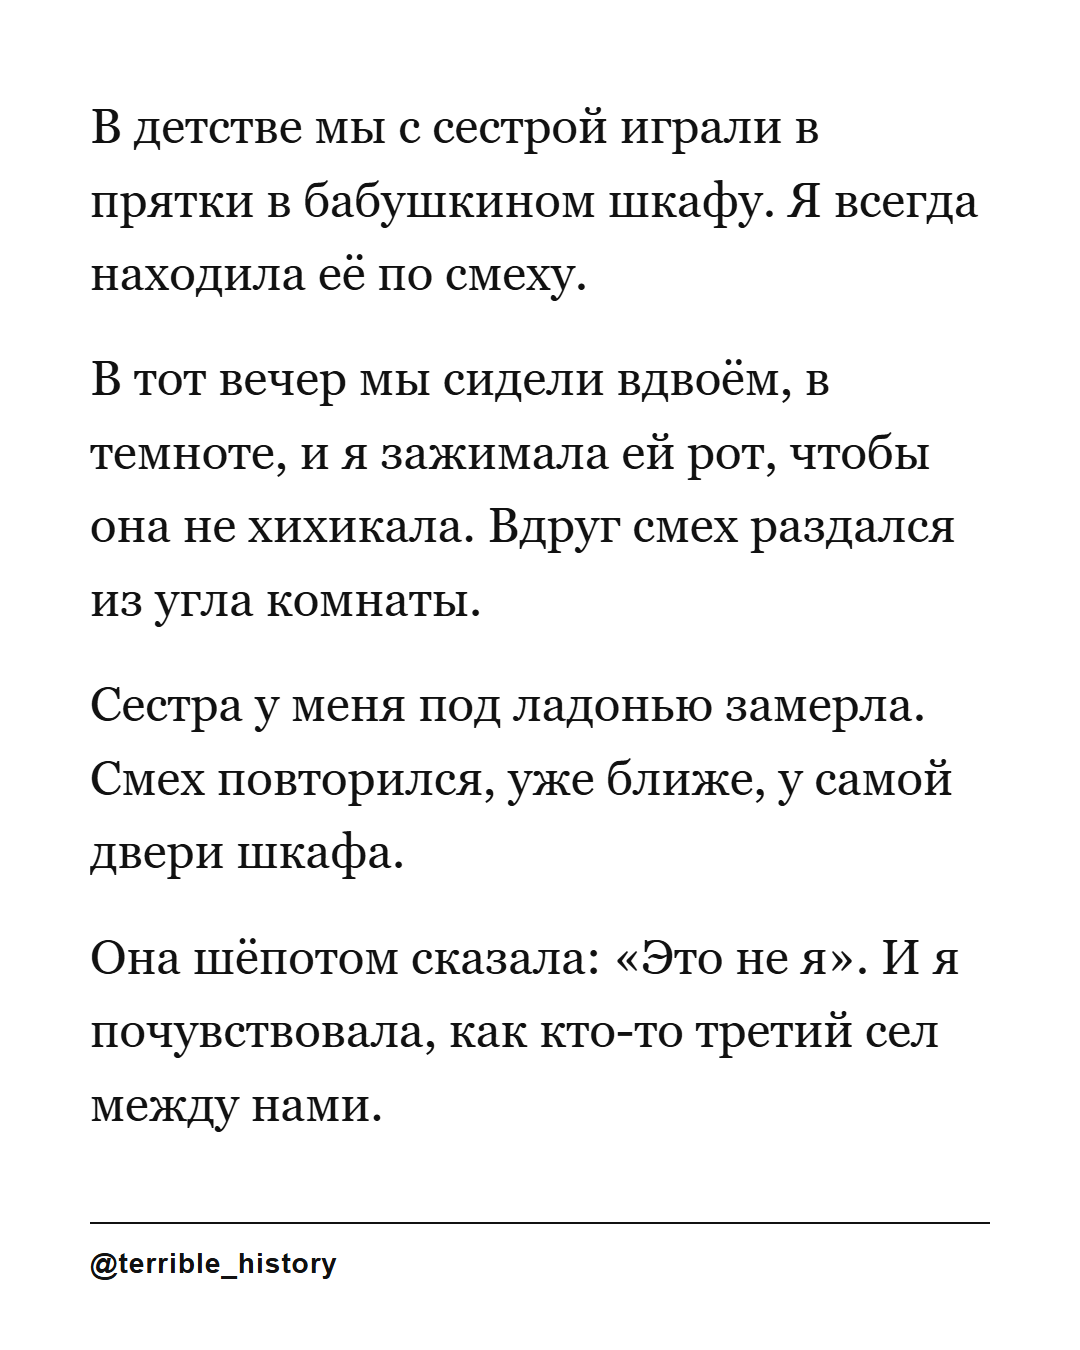 В детстве мы с сестрой играли в
прятки в бабушкином шкафу. Я всегда
находила её по смеху.
В тот вечер мы сидели вдвоём, в
темноте, и я зажимала ей рот, чтобы
она не хихикала. Вдруг смех раздался
из угла комнаты.
Сестра у меня под ладонью замерла.
Смех повторился, уже ближе, у самой
двери шкафа.
Она шёпотом сказала: «Это не я». И я
почувствовала, как кто-то третий сел
между нами.
@terrible_history